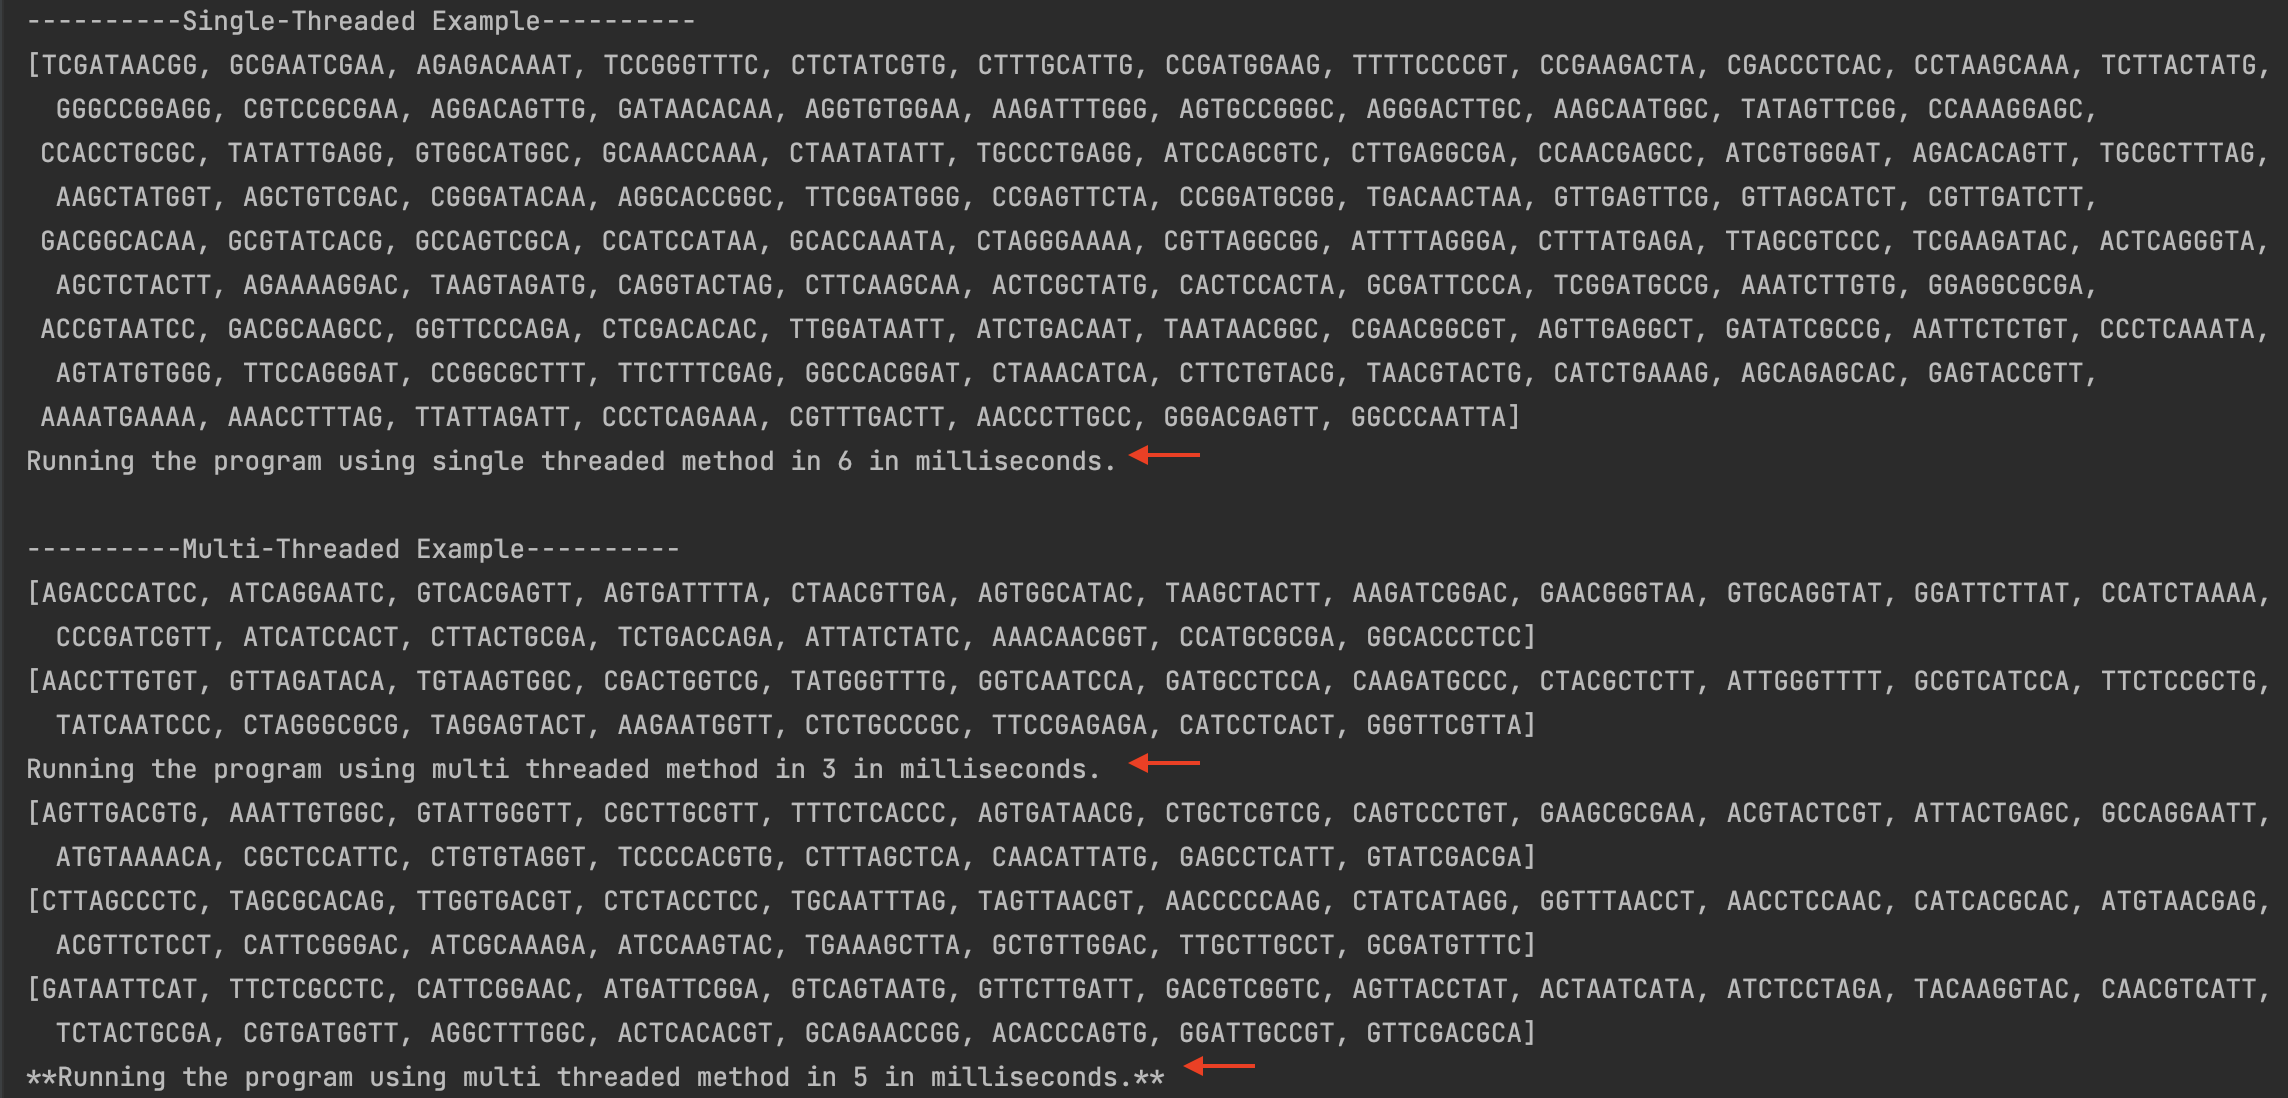 ----------Single-Threaded Example----------
[TCGATAACGG, GCGAATCGAA, AGAGACAAAT, TCCGGGTTTC, CTCTATCGTG, CTTTGCATTG, CCGATGGAAG, TTTTCCCCGT, CCGAAGACTA, CGACCCTCAC, CCTAAGCAAA, TCTTACTATG,
GGGCCGGAGG, CGTCCGCGAA, AGGACAGTTG, GATAACACAA, AGGTGTGGAA, AAGATTTGGG, AGTGCCGGGC, AGGGACTTGC, AAGCAATGGC, TATAGTTCGG, CCAAAGGAGC,
CCACCTGCGC, TATATTGAGG, GTGGCATGGC, GCAAACCAAA, CTAATATATT, TGCCCTGAGG, ATCCAGCGTC, CTTGAGGCGA, CCAACGAGCC, ATCGTGGGAT, AGACACAGTT, TGCGCTTTAG,
AAGCTATGGT, AGCTGTCGAC, CGGGATACAA, AGGCACCGGC, TTCGGATGGG, CCGAGTTCTA, CCGGATGCGG, TGACAACTAA, GTTGAGTTCG, GTTAGCATCT, CGTTGATCTT,
GACGGCACAA, GCGTATCACG, GCCAGTCGCA, CCATCCATAA, GCACCAAATA, CTAGGGAAAA, CGTTAGGCGG, ATTTTAGGGA, CTTTATGAGA, TTAGCGTCCC, TCGAAGATAC, ACTCAGGGTA,
AGCTCTACTT, AGAAAAGGAC, TAAGTAGATG, CAGGTACTAG, CTTCAAGCAA, ACTCGCTATG, CACTCCACTA, GCGATTCCCA, TCGGATGCCG, AAATCTTGTG, GGAGGCGCGA,
ACCGTAATCC, GACGCAAGCC, GGTTCCCAGA, CTCGACACAC, TTGGATAATT, ATCTGACAAT, TAATAACGGC, CGAACGGCGT, AGTTGAGGCT, GATATCGCCG, AATTCTCTGT, CCCTCAAATA,
AGTATGTGGG, TTCCAGGGAT, CCGGCGCTTT, TTCTTTCGAG, GGCCACGGAT, CTAAACATCA, CTTCTGTACG, TAACGTACTG, CATCTGAAAG, AGCAGAGCAC, GAGTACCGTT,
AAAATGAAAA, AAACCTTTAG, TTATTAGATT, CCCTCAGAAA, CGTTTGACTT, AACCCTTGCC, GGGACGAGTT, GGCCCAATTA]
Running the program using single threaded method in 6 in milliseconds.
----------Multi-Threaded Example----------
[AGACCCATCC, ATCAGGAATC, GTCACGAGTT, AGTGATTTTA, CTAACGTTGA, AGTGGCATAC, TAAGCTACTT, AAGATCGGAC, GAACGGGTAA, GTGCAGGTAT, GGATTCTTAT, CCATCTAAAA,
CCCGATCGTT, ATCATCCACT, CTTACTGCGA, TCTGACCAGA, ATTATCTATC, AAACAACGGT, CCATGCGCGA, GGCACCCTCC]
[AACCTTGTGT, GTTAGATACA, TGTAAGTGGC, CGACTGGTCG, TATGGGTTTG, GGTCAATCCA, GATGCCTCCA, CAAGATGCCC, CTACGCTCTT, ATTGGGTTTT, GCGTCATCCA, TTCTCCGCTG,
TATCAATCCC, CTAGGGCGCG, TAGGAGTACT, AAGAATGGTT, CTCTGCCCGC, TTCCGAGAGA, CATCCTCACT, GGGTTCGTTA]
Running the program using multi threaded method in 3 in milliseconds.
[AGTTGACGTG, AAATTGTGGC, GTATTGGGTT, CGCTTGCGTT, TTTCTCACCC, AGTGATAACG, CTGCTCGTCG, CAGTCCCTGT, GAAGCGCGAA, ACGTACTCGT, ATTACTGAGC, GCCAGGAATT,
ATGTAAAACA, CGCTCCATTC, CTGTGTAGGT, TCCCCACGTG, CTTTAGCTCA, CAACATTATG, GAGCCTCATT, GTATCGACGA]
[CTTAGCCCTC, TAGCGCACAG, TTGGTGACGT, CTCTACCTCC, TGCAATTTAG, TAGTTAACGT, AACCCCCAAG, CTATCATAGG, GGTTTAACCT, AACCTCCAAC, CATCACGCAC, ATGTAACGAG,
ACGTTCTCCT, CATTCGGGAC, ATCGCAAAGA, ATCCAAGTAC, TGAAAGCTTA, GCTGTTGGAC, TTGCTTGCCT, GCGATGTTTC]
[GATAATTCAT, TTCTCGCCTC, CATTCGGAAC, ATGATTCGGA, GTCAGTAATG, GTTCTTGATT, GACGTCGGTC, AGTTACCTAT, ACTAATCATA, ATCTCCTAGA, TACAAGGTAC, CAACGTCATT,
TCTACTGCGA, CGTGATGGTT, AGGCTTTGGC, ACTCACACGT, GCAGAACCGG, ACACCCAGTG, GGATTGCCGT, GTTCGACGCA]
**Running the program using multi threaded method in 5 in milliseconds.**